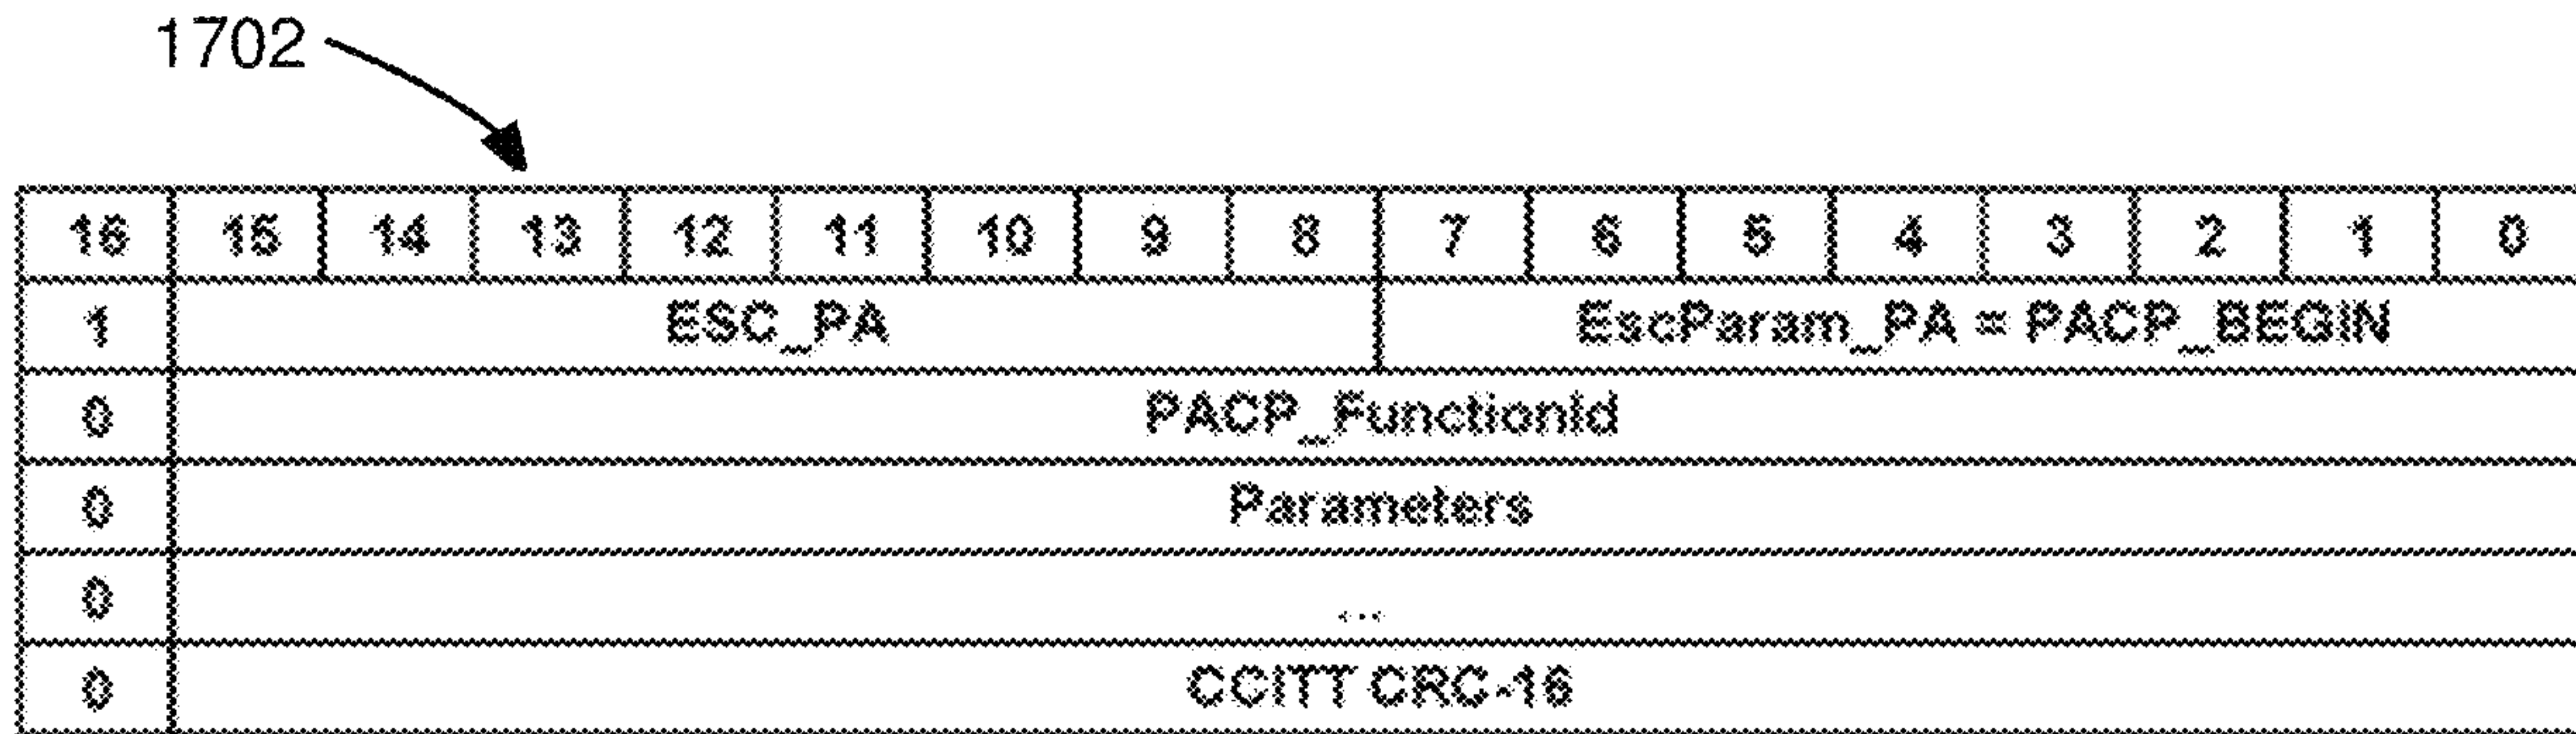 1702
16 15 14 13 12 11 10 9 8 7 6 5 4 3 2 1 0
1 ESC_PA EscParam_PA = PACP_BEGIN
0 PACP_FunctionId
0 Parameters
0 ...
0 CCITT CRC-16